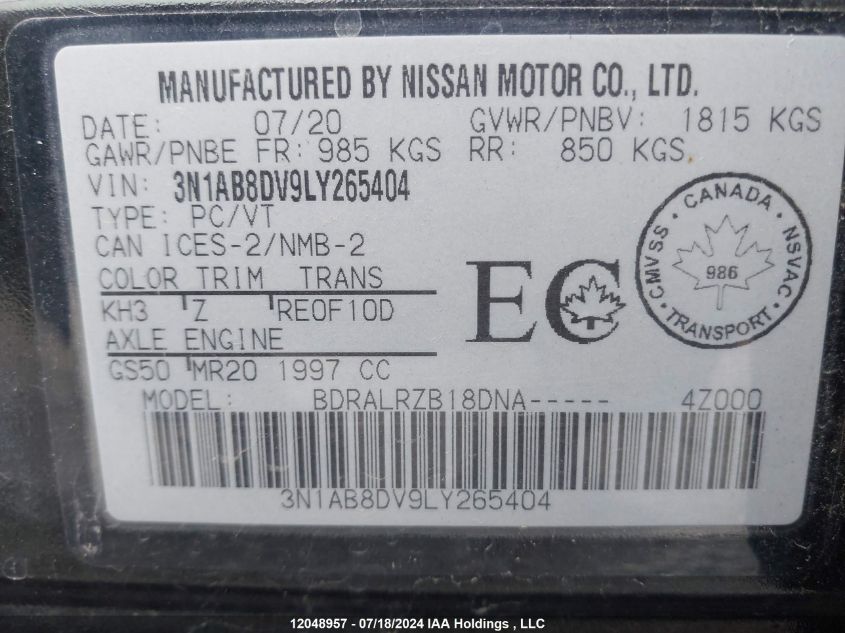 MANUFACTURED BY NISSAN MOTOR CO., LTD.
DATE: 07/20 GVWR/PNBV: 1815 KGS
GAWR/PNBE FR: 985 KGS RR: 850 KGS
VIN: 3N1AB8DV9LY265404
TYPE: PC/VT
CAN ICES-2/NMB-2
COLOR TRIM TRANS
KH3 Z RE0F10D
AXLE ENGINE
GS50 MR20 1997 CC
EC
CANADA
CMVSS · NSVAC
986
TRANSPORT
MODEL: BDRALRZB18DNA----- 4Z000
3N1AB8DV9LY265404
12048957 - 07/18/2024 IAA Holdings , LLC